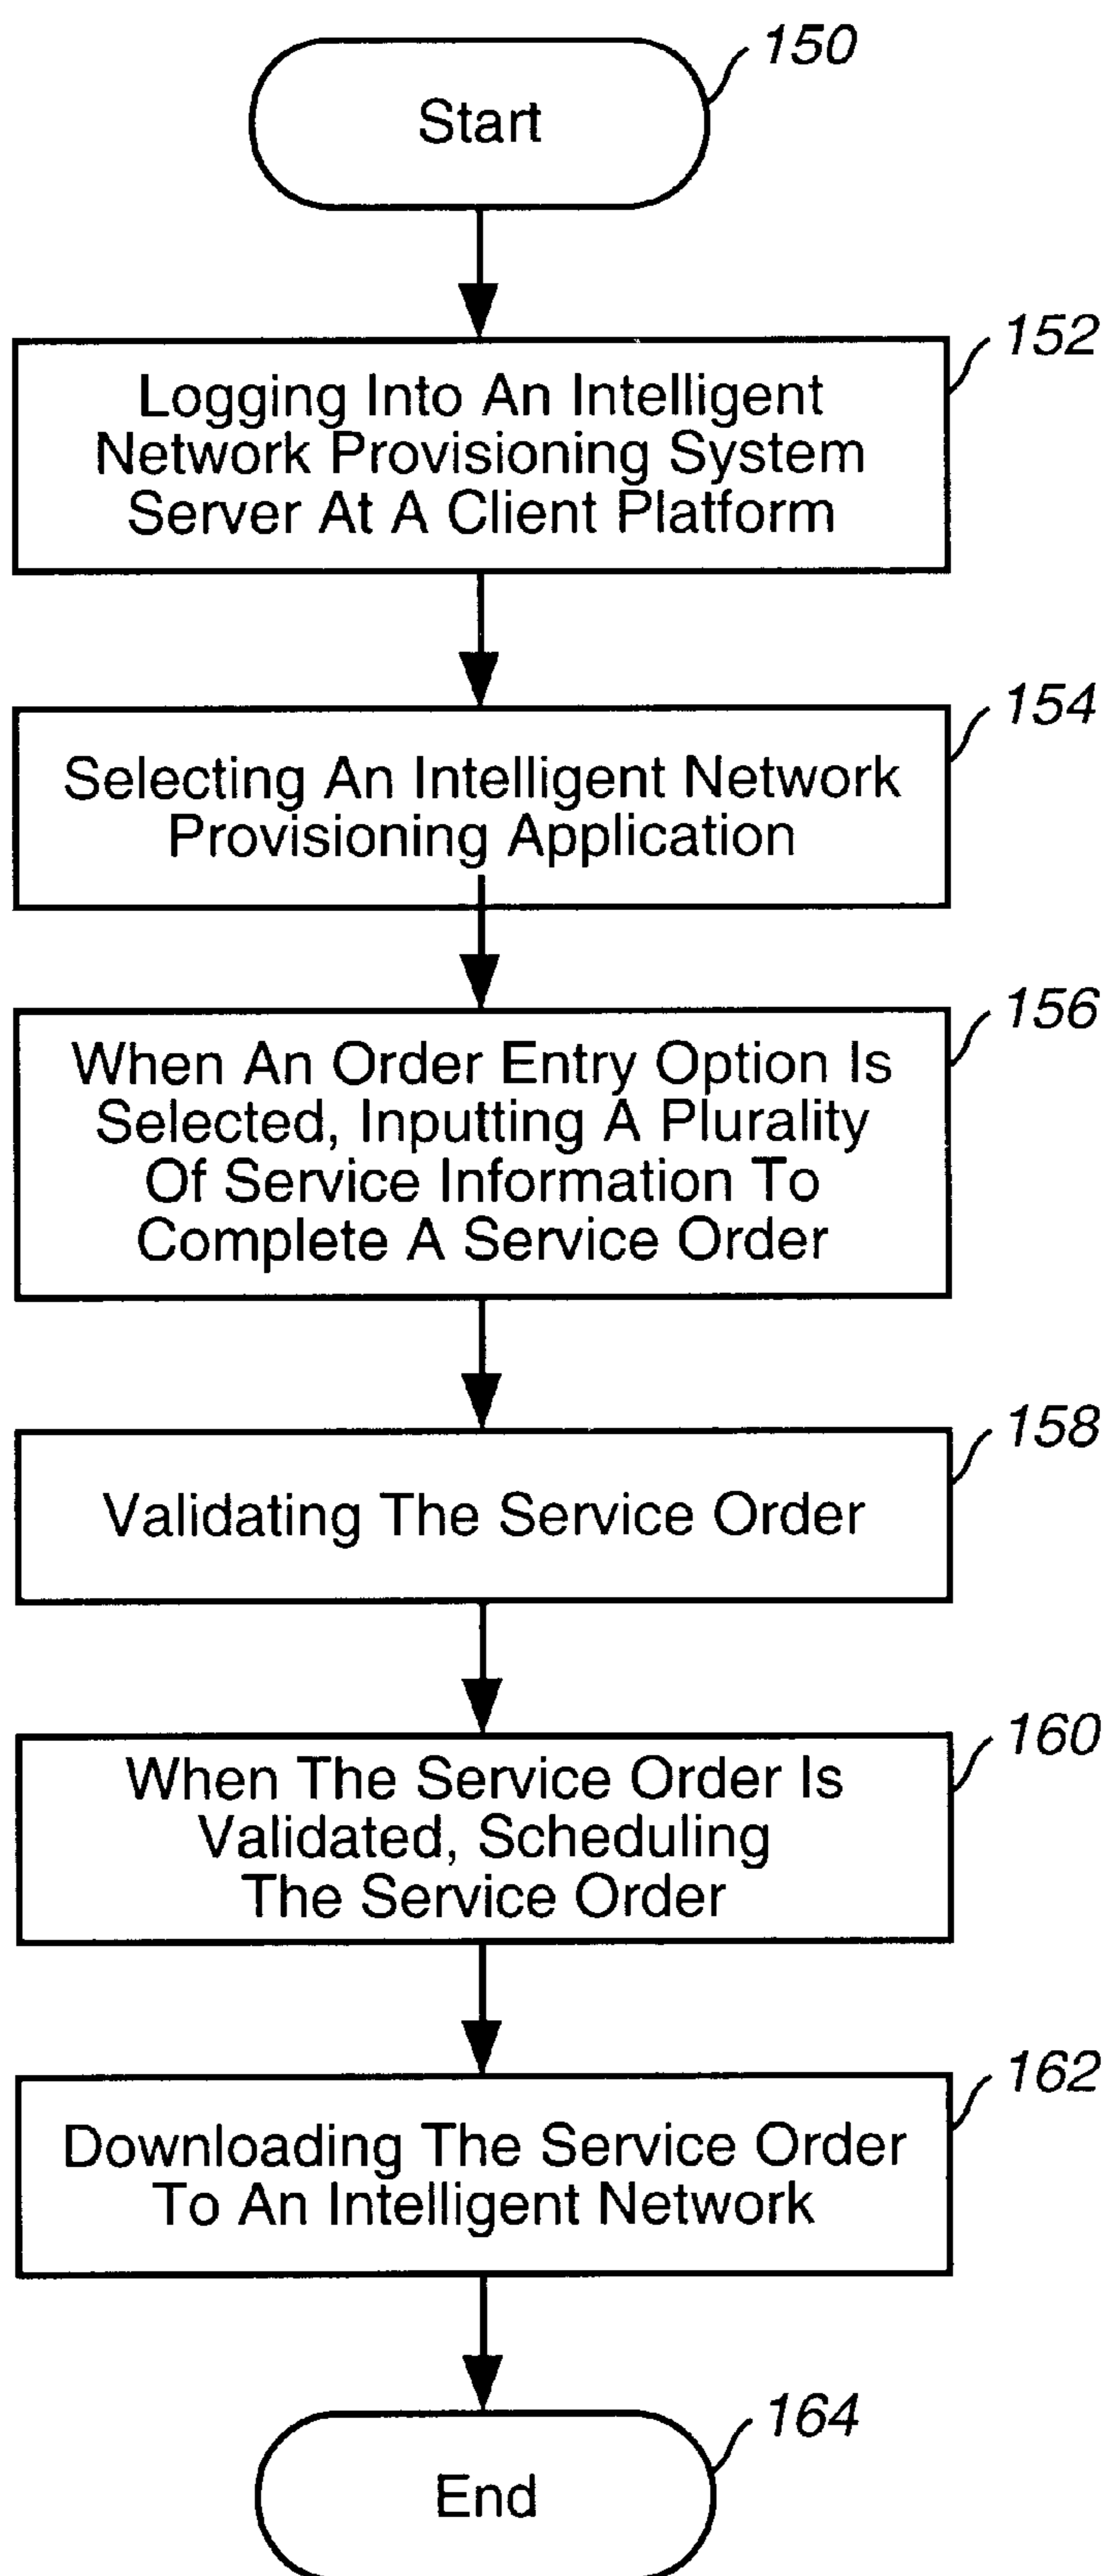 150
Start
152
Logging Into An Intelligent
Network Provisioning System
Server At A Client Platform
154
Selecting An Intelligent Network
Provisioning Application
156
When An Order Entry Option Is
Selected, Inputting A Plurality
Of Service Information To
Complete A Service Order
158
Validating The Service Order
160
When The Service Order Is
Validated, Scheduling
The Service Order
162
Downloading The Service Order
To An Intelligent Network
164
End